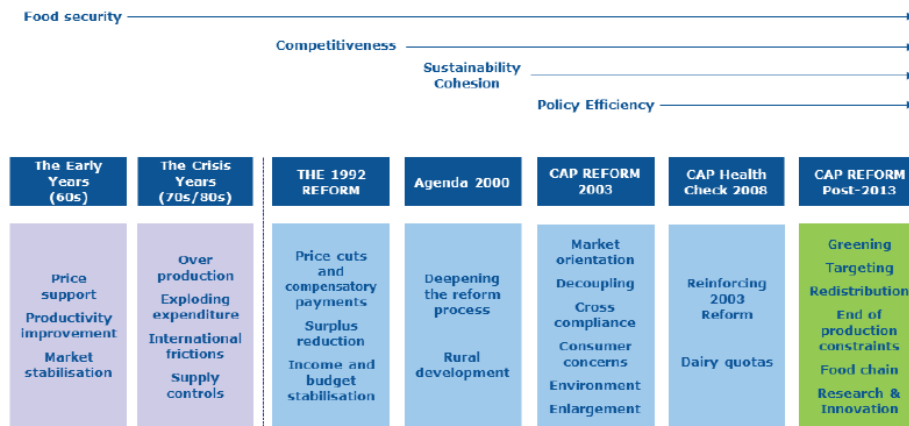 Food security
Competitiveness
Sustainability
Cohesion
Policy Efficiency
The Early
Years (60s)
The Crisis
Years
(70s/80s)
THE 1992
REFORM
Agenda 2000
CAP REFORM
2003
CAP Health
Check 2008
CAP REFORM
Post-2013
Price
support
Productivity
improvement
Market
stabilisation
Over
production
Exploding
expenditure
International
frictions
Supply
controls
Price cuts
and
compensatory
payments
Surplus
reduction
Income and
budget
stabilisation
Deepening
the reform
process
Rural
development
Market
orientation
Decoupling
Cross
compliance
Consumer
concerns
Environment
Enlargement
Reinforcing
2003
Reform
Dairy quotas
Greening
Targeting
Redistribution
End of
production
constraints
Food chain
Research &
Innovation